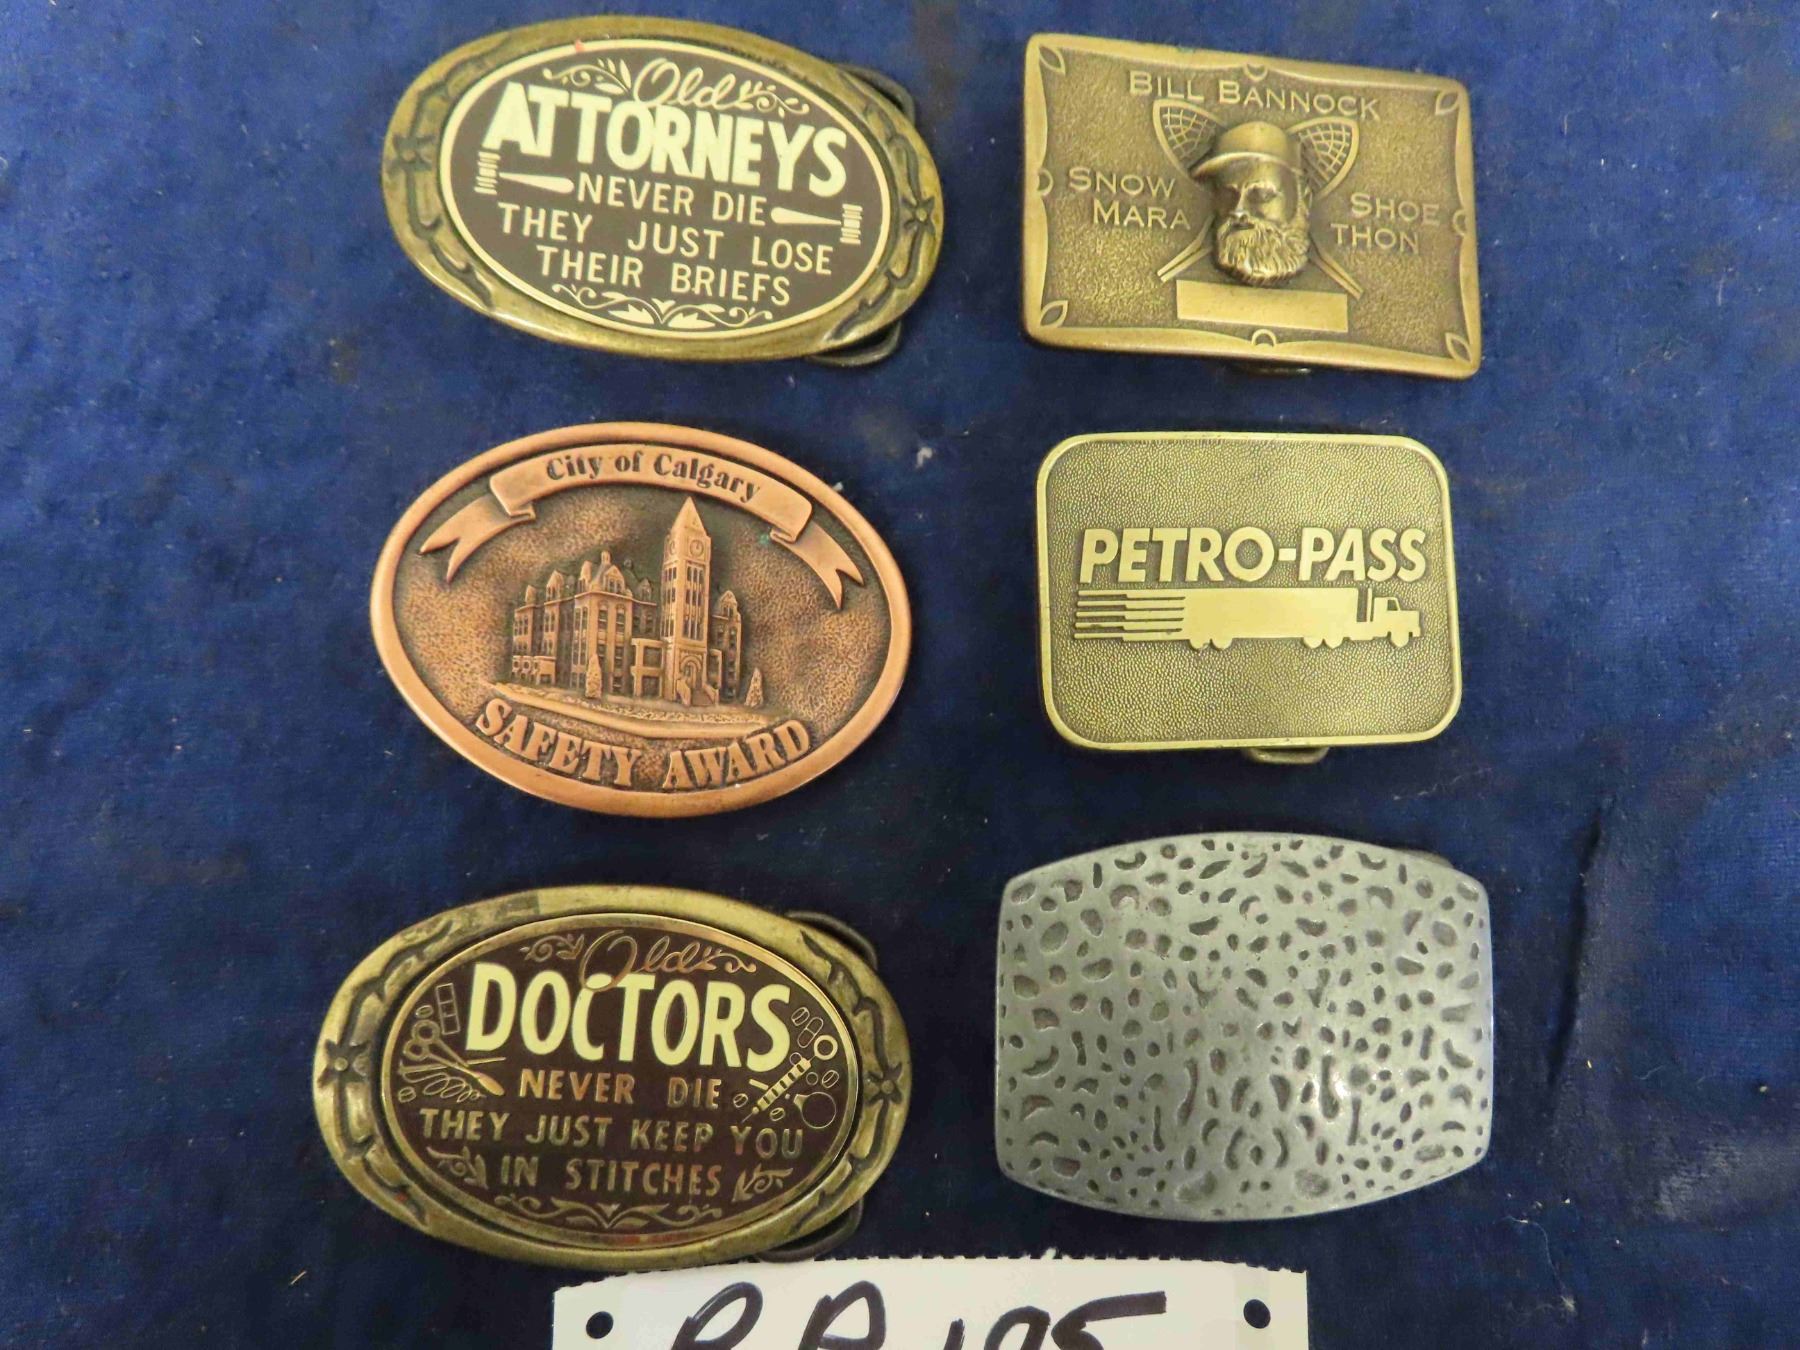 Old
ATTORNEYS
NEVER DIE
THEY JUST LOSE
THEIR BRIEFS
BILL BANNOCK
SNOW SHOE
MARA THON
City of Calgary
SAFETY AWARD
PETRO-PASS
Old
DOCTORS
NEVER DIE
THEY JUST KEEP YOU
IN STITCHES